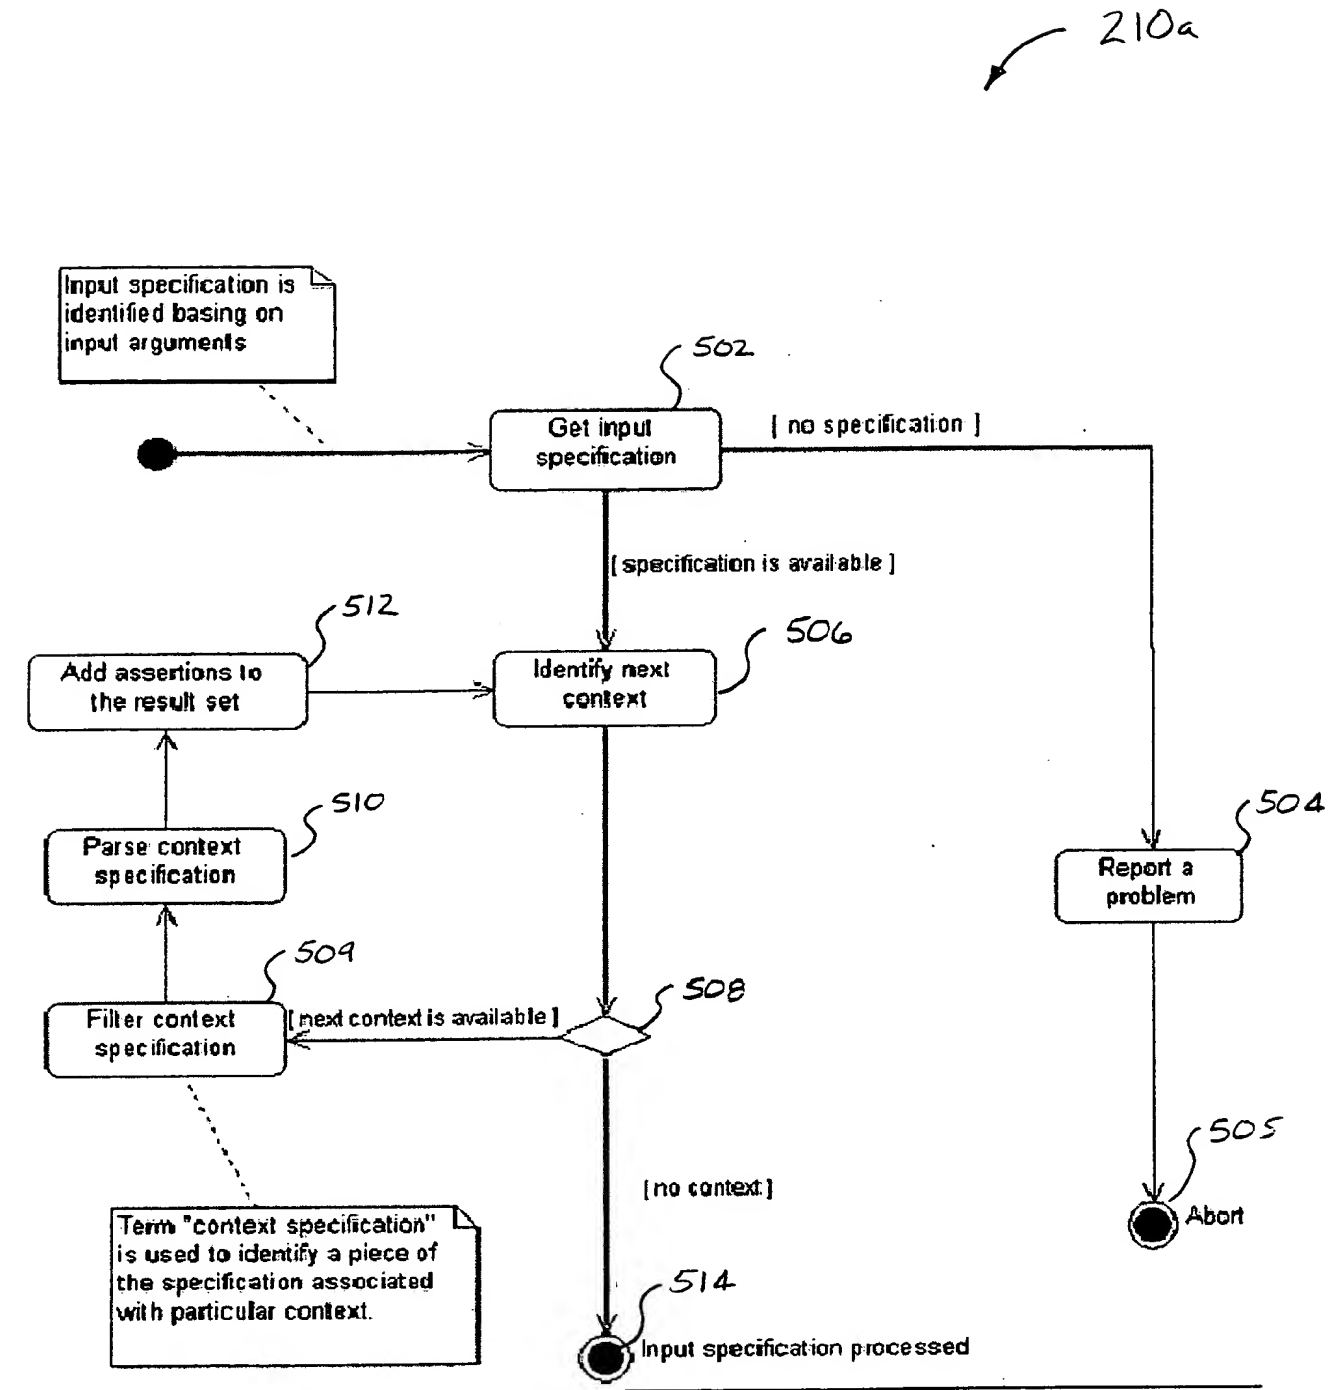 210a
Input specification is
identified basing on
input arguments
502
Get input
specification
[ no specification ]
[ specification is available ]
512
Add assertions to
the result set
506
Identify next
context
510
Parse context
specification
504
Report a
problem
509
Filter context
specification
[ next context is available ]
508
505
Abort
[ no context ]
Term "context specification"
is used to identify a piece of
the specification associated
with particular context.
514
Input specification processed